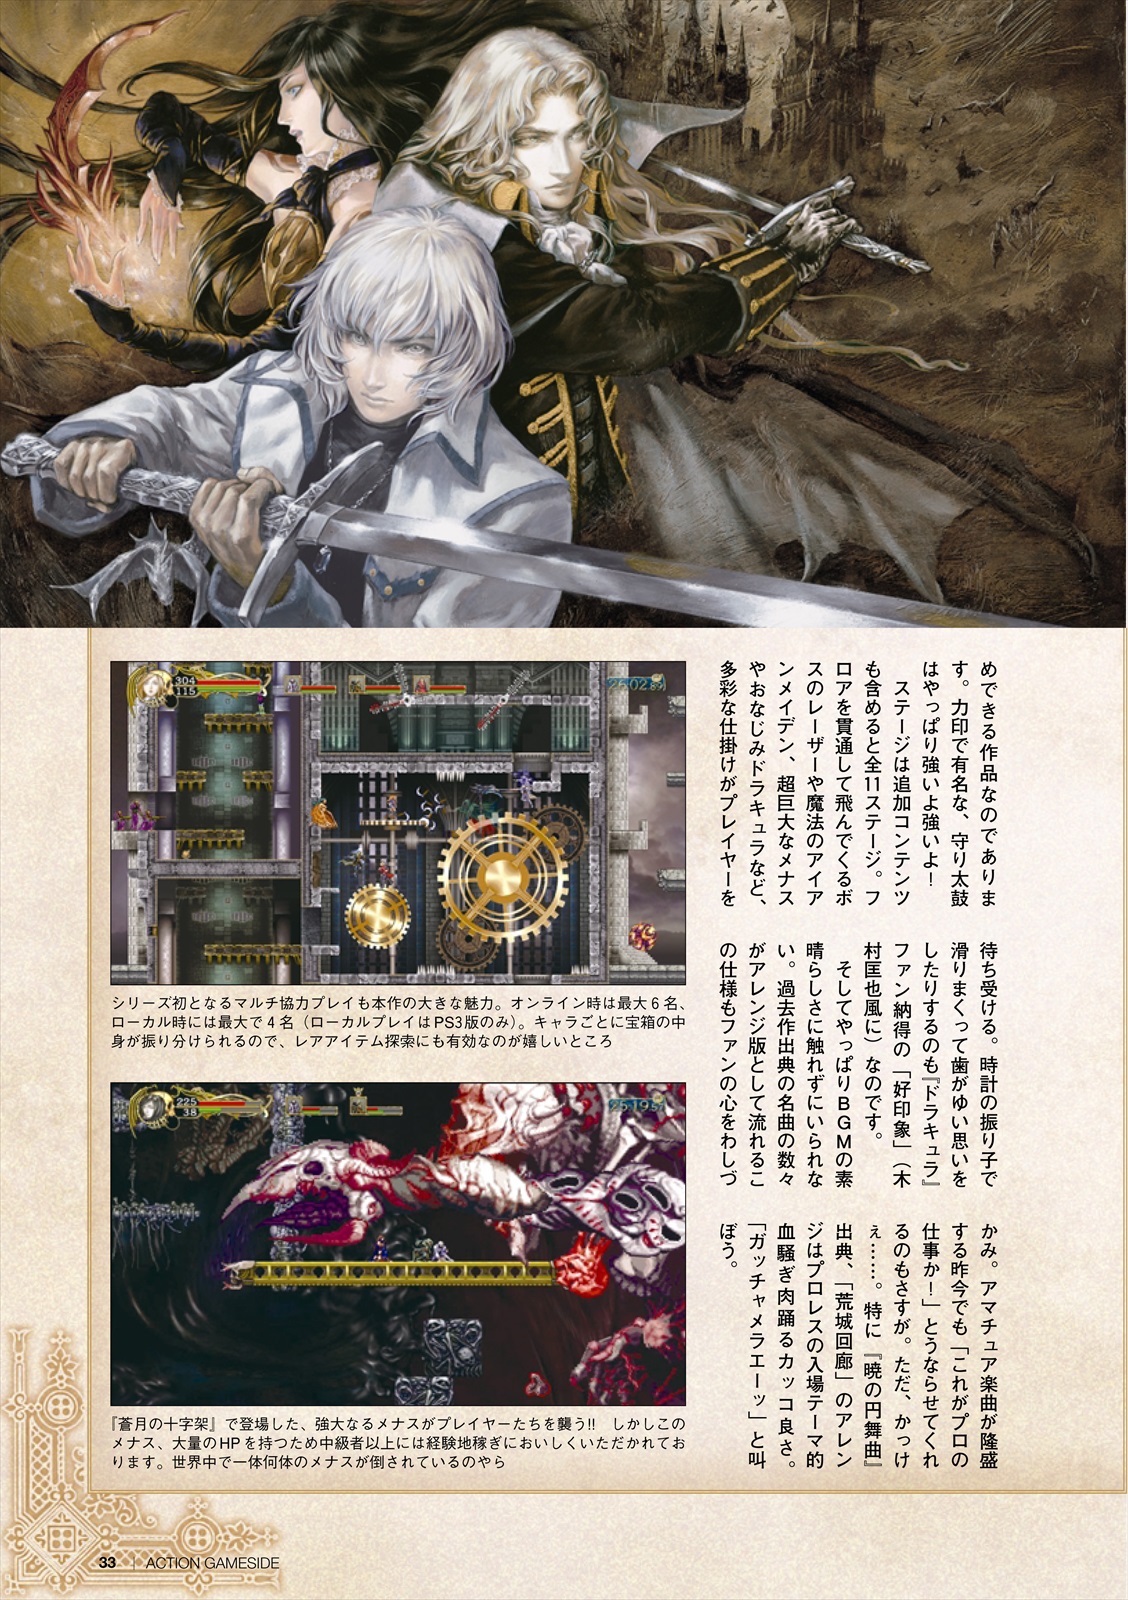 めできる作品なのでありま
す。力印で有名な、守り太鼓
はやっぱり強いよ強いよ！
　ステージは追加コンテンツ
も含めると全11ステージ。フ
ロアを貫通して飛んでくるボ
スのレーザーや魔法のアイア
ンメイデン、超巨大なメナス
やおなじみドラキュラなど、
多彩な仕掛けがプレイヤーを
待ち受ける。時計の振り子で
滑りまくって歯がゆい思いを
したりするのも『ドラキュラ』
ファン納得の「好印象」（木
村匡也風に）なのです。
　そしてやっぱりBGMの素
晴らしさに触れずにいられな
い。過去作出典の名曲の数々
がアレンジ版として流れるこ
の仕様もファンの心をわしづ
かみ。アマチュア楽曲が隆盛
する昨今でも「これがプロの
仕事か！」とうならせてくれ
るのもさすが。ただ、かっけ
ぇ……。特に『暁の円舞曲』
出典、「荒城回廊」のアレン
ジはプロレスの入場テーマ的
血騒ぎ肉踊るカッコ良さ。
「ガッチャメラエーッ」と叫
ぼう。
304
115
シリーズ初となるマルチ協力プレイも本作の大きな魅力。オンライン時は最大6名、
ローカル時には最大で4名（ローカルプレイはPS3版のみ）。キャラごとに宝箱の中
身が振り分けられるので、レアアイテム探索にも有効なのが嬉しいところ
225
38
『蒼月の十字架』で登場した、強大なるメナスがプレイヤーたちを襲う!!　しかしこの
メナス、大量のHPを持つため中級者以上には経験地稼ぎにおいしくいただかれてお
ります。世界中で一体何体のメナスが倒されているのやら
33 | ACTION GAMESIDE